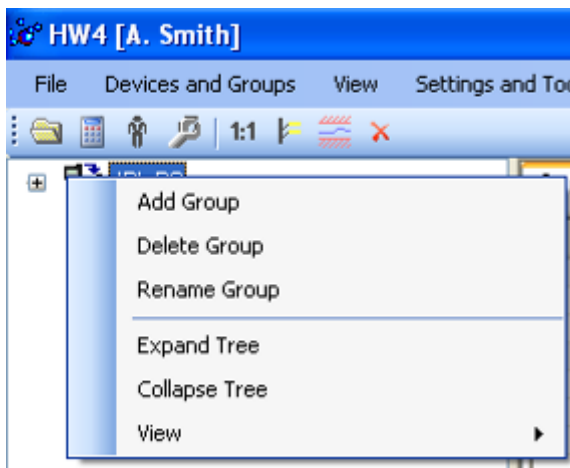 HW4 [A. Smith]
File Devices and Groups View Settings and
1:1
Add Group
Delete Group
Rename Group
Expand Tree
Collapse Tree
View